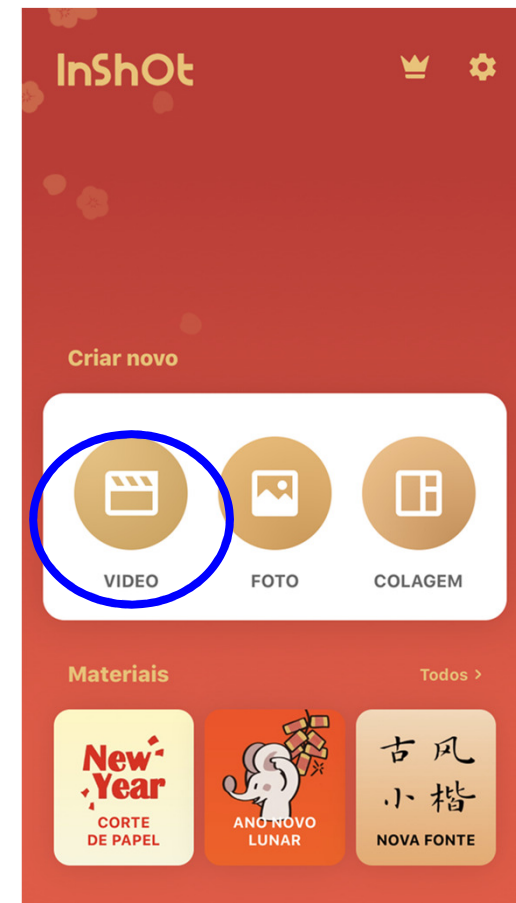 InShOt
Criar novo
VIDEO
FOTO
COLAGEM
Materiais
Todos >
New
Year
CORTE
DE PAPEL
ANO NOVO
LUNAR
古风
小楷
NOVA FONTE